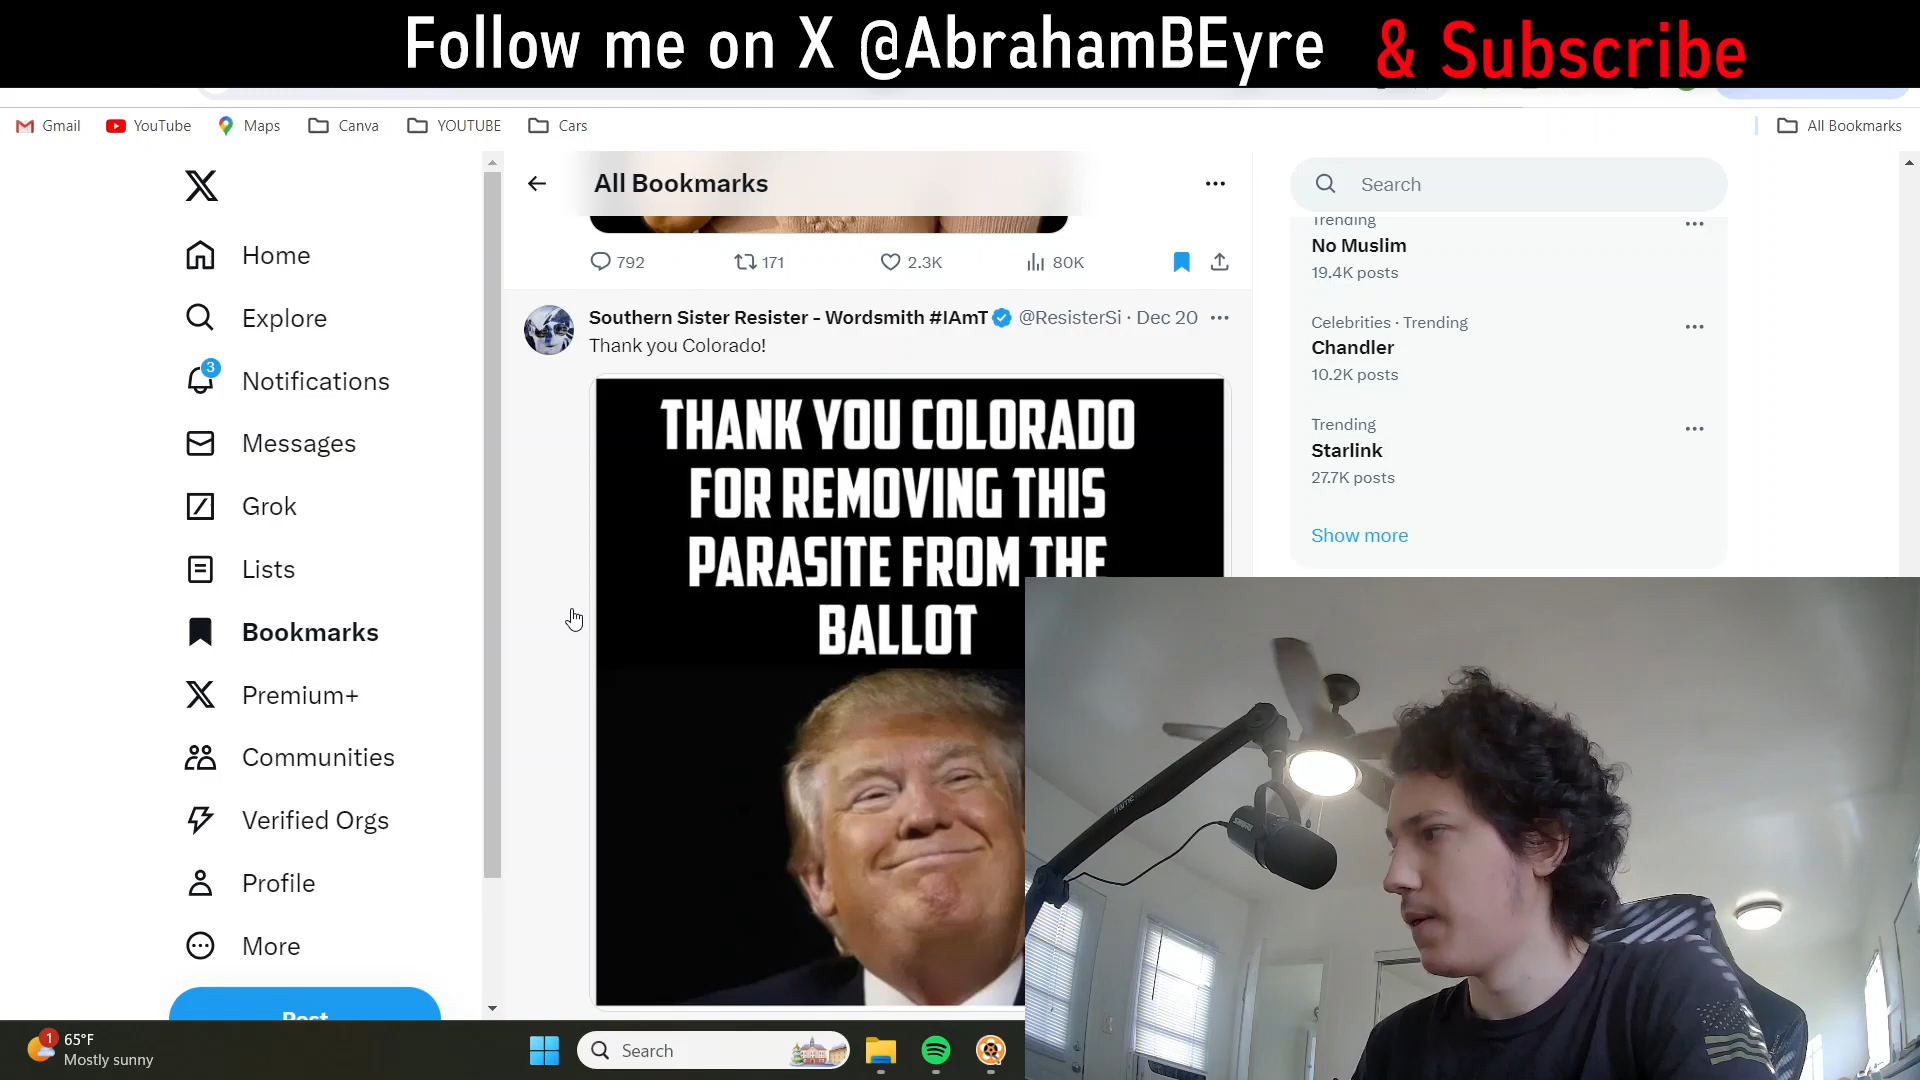 Follow me on X @AbrahamBEyre & Subscribe
Gmail
YouTube
Maps
Canva
YOUTUBE
Cars
All Bookmarks
Home
Explore
3
Notifications
Messages
Grok
Lists
Bookmarks
Premium+
Communities
Verified Orgs
Profile
More
Post
All Bookmarks
792
171
2.3K
80K
Southern Sister Resister - Wordsmith #IAmT @ResisterSi · Dec 20
Thank you Colorado!
THANK YOU COLORADO
FOR REMOVING THIS
PARASITE FROM THE
BALLOT
Search
Trending
No Muslim
19.4K posts
Celebrities · Trending
Chandler
10.2K posts
Trending
Starlink
27.7K posts
Show more
SHURE
1
65°F
Mostly sunny
Search